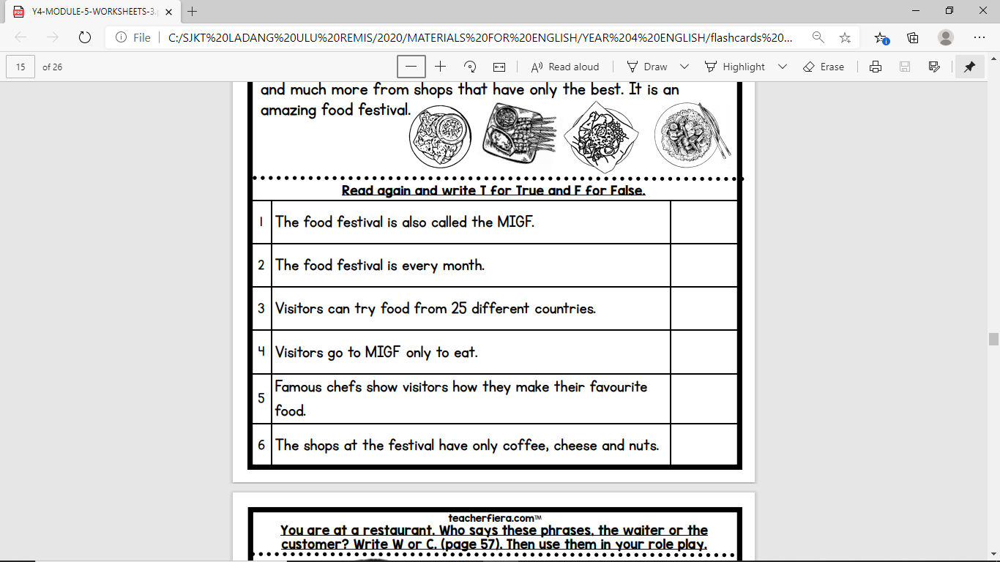 Y4-MODULE-5-WORKSHEETS-3.
File
C:/SJKT%20LADANG%20ULU%20REMIS/2020/MATERIALS%20FOR%20ENGLISH/YEAR%204%20ENGLISH/flashcards%20...
15 of 26
Read aloud
Draw
Highlight
Erase
and much more from shops that have only the best. It is an
amazing food festival.
Read again and write T for True and F for False.
1 The food festival is also called the MIGF.
2 The food festival is every month.
3 Visitors can try food from 25 different countries.
4 Visitors go to MIGF only to eat.
5 Famous chefs show visitors how they make their favourite
food.
6 The shops at the festival have only coffee, cheese and nuts.
teacherfiera.com™
You are at a restaurant. Who says these phrases, the waiter or the
customer? Write W or C. (page 57). Then use them in your role play.